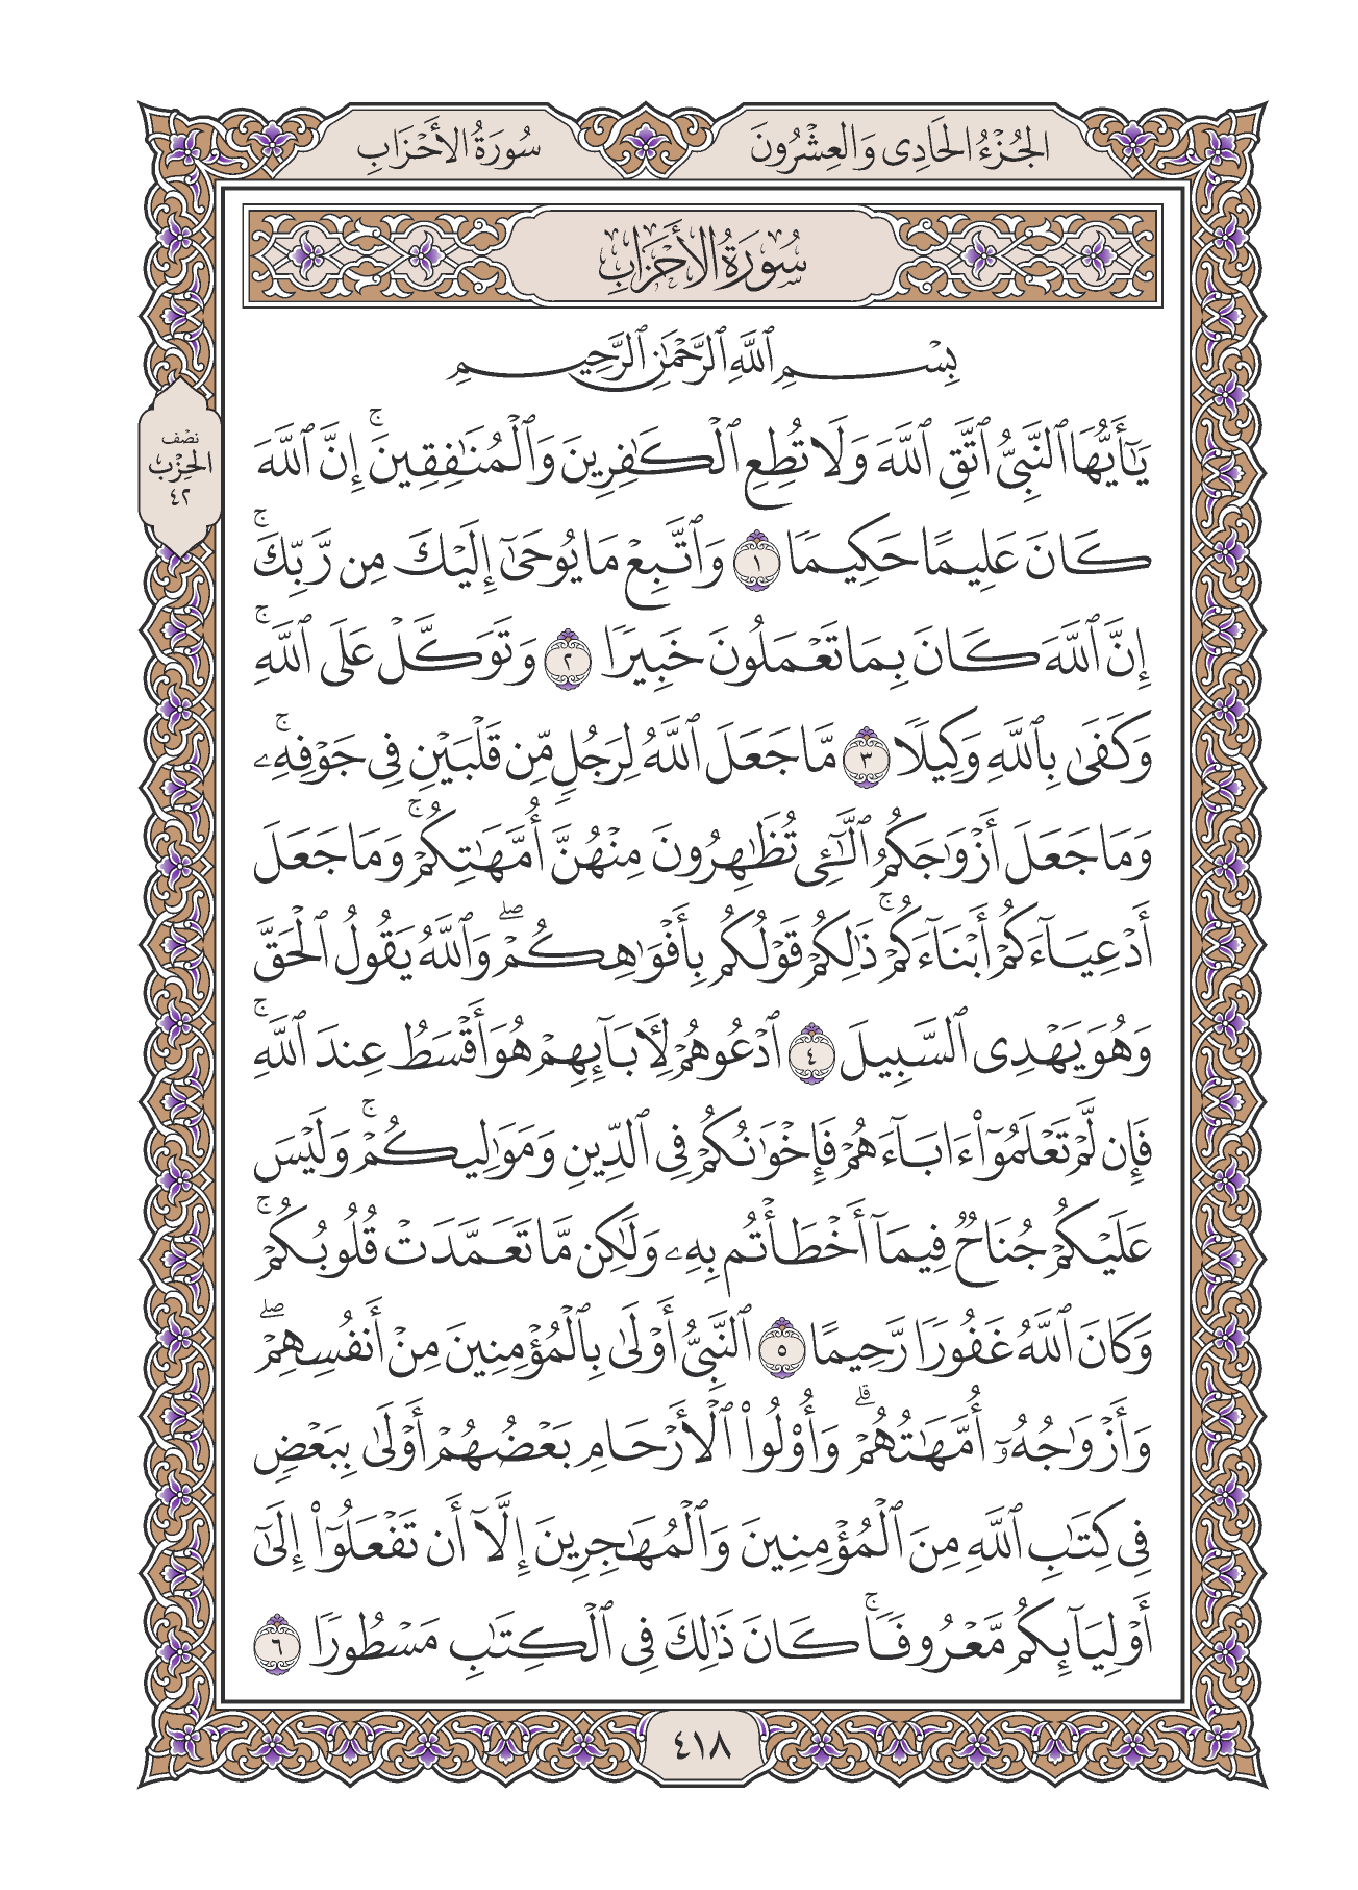 الجُزْءُ الحَادِى وَالعِشْرُونَ
سُورَةُ الأَحْزَابِ
سُورَةُ الأَحْزَابِ
بِسْمِ ٱللَّهِ ٱلرَّحْمَٰنِ ٱلرَّحِيمِ
يَٰٓأَيُّهَا ٱلنَّبِىُّ ٱتَّقِ ٱللَّهَ وَلَا تُطِعِ ٱلْكَٰفِرِينَ وَٱلْمُنَٰفِقِينَۚ إِنَّ ٱللَّهَ
نصْف
الحِزْب
٤٢
كَانَ عَلِيمًا حَكِيمٗا ١ وَٱتَّبِعْ مَا يُوحَىٰٓ إِلَيْكَ مِن رَّبِّكَۚ
إِنَّ ٱللَّهَ كَانَ بِمَا تَعْمَلُونَ خَبِيرٗا ٢ وَتَوَكَّلْ عَلَى ٱللَّهِۚ
وَكَفَىٰ بِٱللَّهِ وَكِيلٗا ٣ مَّا جَعَلَ ٱللَّهُ لِرَجُلٖ مِّن قَلْبَيْنِ فِى جَوْفِهِۦۚ
وَمَا جَعَلَ أَزْوَٰجَكُمُ ٱلَّٰٓـِٔى تُظَٰهِرُونَ مِنْهُنَّ أُمَّهَٰتِكُمْۚ وَمَا جَعَلَ
أَدْعِيَآءَكُمْ أَبْنَآءَكُمْۚ ذَٰلِكُمْ قَوْلُكُم بِأَفْوَٰهِكُمْۖ وَٱللَّهُ يَقُولُ ٱلْحَقَّ
وَهُوَ يَهْدِى ٱلسَّبِيلَ ٤ ٱدْعُوهُمْ لِأٓبَآئِهِمْ هُوَ أَقْسَطُ عِندَ ٱللَّهِۚ
فَإِن لَّمْ تَعْلَمُوٓا۟ ءَابَآءَهُمْ فَإِخْوَٰنُكُمْ فِى ٱلدِّينِ وَمَوَٰلِيكُمْۚ وَلَيْسَ
عَلَيْكُمْ جُنَاحٞ فِيمَآ أَخْطَأْتُم بِهِۦ وَلَٰكِن مَّا تَعَمَّدَتْ قُلُوبُكُمْۚ
وَكَانَ ٱللَّهُ غَفُورٗا رَّحِيمًا ٥ ٱلنَّبِىُّ أَوْلَىٰ بِٱلْمُؤْمِنِينَ مِنْ أَنفُسِهِمْۖ
وَأَزْوَٰجُهُۥٓ أُمَّهَٰتُهُمْۗ وَأُو۟لُوا۟ ٱلْأَرْحَامِ بَعْضُهُمْ أَوْلَىٰ بِبَعْضٖ
فِى كِتَٰبِ ٱللَّهِ مِنَ ٱلْمُؤْمِنِينَ وَٱلْمُهَٰجِرِينَ إِلَّآ أَن تَفْعَلُوٓا۟ إِلَىٰٓ
أَوْلِيَآئِكُم مَّعْرُوفٗاۚ كَانَ ذَٰلِكَ فِى ٱلْكِتَٰبِ مَسْطُورٗا ٦
٤١٨